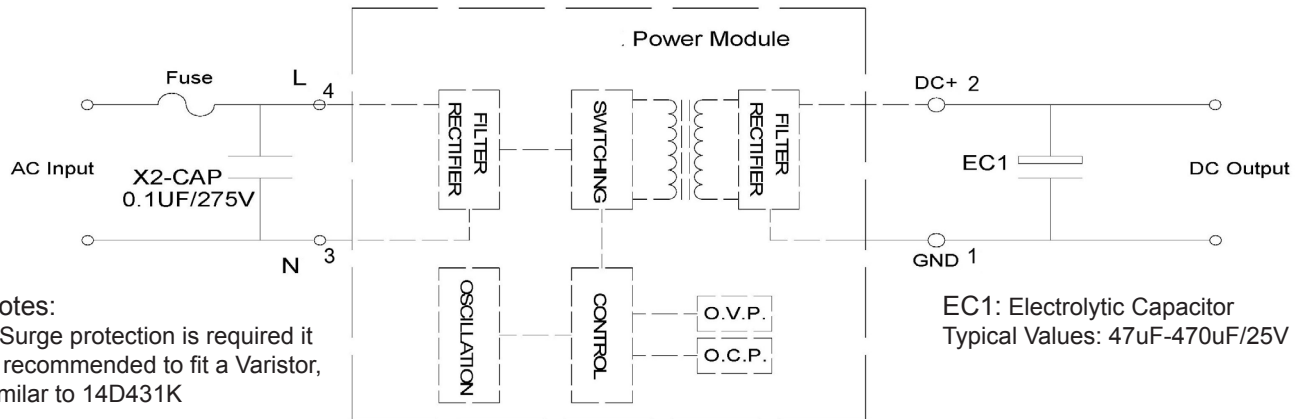 . Power Module
Fuse
L
4
AC Input
X2-CAP
0.1UF/275V
N
3
FILTER
RECTIFIER
SWITCHING
FILTER
RECTIFIER
OSCILLATION
CONTROL
O.V.P.
O.C.P.
DC+ 2
EC1
DC Output
GND 1
otes:
Surge protection is required it
recommended to fit a Varistor,
milar to 14D431K
EC1: Electrolytic Capacitor
Typical Values: 47uF-470uF/25V